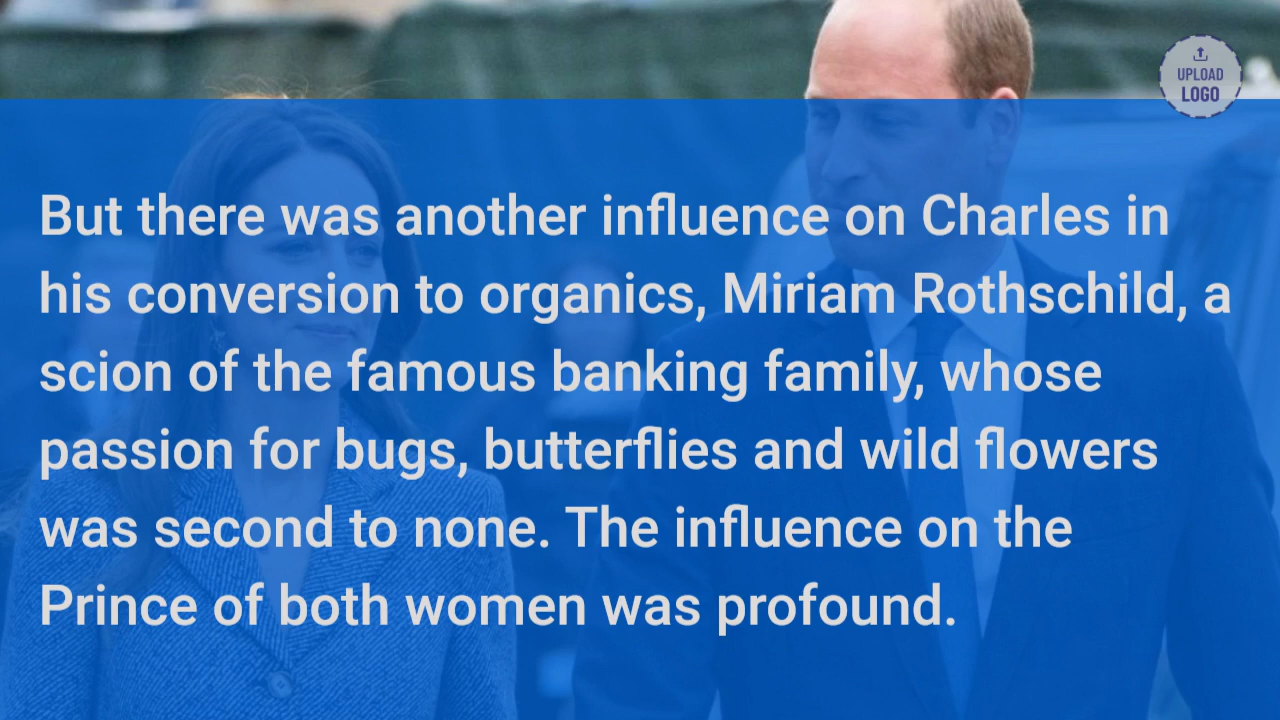 UPLOAD
LOGO
But there was another influence on Charles in
his conversion to organics, Miriam Rothschild, a
scion of the famous banking family, whose
passion for bugs, butterflies and wild flowers
was second to none. The influence on the
Prince of both women was profound.